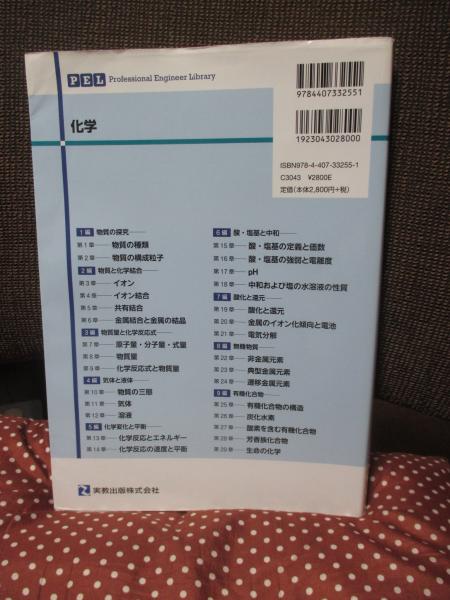 PEL Professional Engineer Library
化学
9784407332551
1923043028000
ISBN978-4-407-33255-1
C3043 ¥2800E
定価(本体2,800円+税)
1編 物質の探究
第1章 物質の種類
第2章 物質の構成粒子
2編 物質と化学結合
第3章 イオン
第4章 イオン結合
第5章 共有結合
第6章 金属結合と金属の結晶
3編 物質量と化学反応式
第7章 原子量・分子量・式量
第8章 物質量
第9章 化学反応式と物質量
4編 気体と液体
第10章 物質の三態
第11章 気体
第12章 溶液
5編 化学変化と平衡
第13章 化学反応とエネルギー
第14章 化学反応の速度と平衡
6編 酸・塩基と中和
第15章 酸・塩基の定義と価数
第16章 酸・塩基の強弱と電離度
第17章 pH
第18章 中和および塩の水溶液の性質
7編 酸化と還元
第19章 酸化と還元
第20章 金属のイオン化傾向と電池
第21章 電気分解
8編 無機物質
第22章 非金属元素
第23章 典型金属元素
第24章 遷移金属元素
9編 有機化合物
第25章 有機化合物の構造
第26章 炭化水素
第27章 酸素を含む有機化合物
第28章 芳香族化合物
第29章 生命の化学
実教出版株式会社